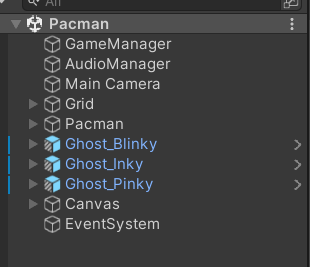 All
Pacman
GameManager
AudioManager
Main Camera
Grid
Pacman
Ghost_Blinky
Ghost_Inky
Ghost_Pinky
Canvas
EventSystem